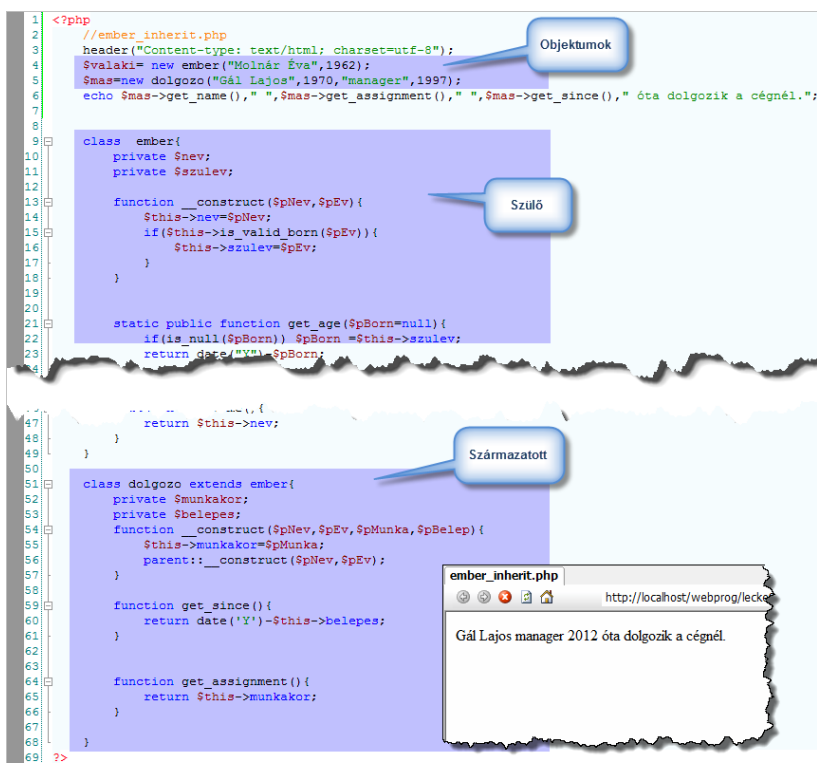 1 <?php
2 //ember_inherit.php
3 header("Content-type: text/html; charset=utf-8");
Objektumok
4 $valaki= new ember("Molnár Éva",1962);
5 $mas=new dolgozo("Gál Lajos",1970,"manager",1997);
6 echo $mas->get_name()," ",$mas->get_assignment()," ",$mas->get_since()," óta dolgozik a cégnél.";
7
8
9 class ember{
10 private $nev;
11 private $szulev;
12
13 function __construct($pNev,$pEv){
Szülő
14 $this->nev=$pNev;
15 if($this->is_valid_born($pEv)){
16 $this->szulev=$pEv;
17 }
18 }
19
20
21 static public function get_age($pBorn=null){
22 if(is_null($pBorn)) $pBorn =$this->szulev;
23 return date("Y")-$pBorn;
47 return $this->nev;
48 }
49 }
Származatott
50
51 class dolgozo extends ember{
52 private $munkakor;
53 private $belepes;
54 function __construct($pNev,$pEv,$pMunka,$pBelep){
55 $this->munkakor=$pMunka;
56 parent::__construct($pNev,$pEv);
57 }
58
59 function get_since(){
60 return date('Y')-$this->belepes;
61 }
62
63
64 function get_assignment(){
65 return $this->munkakor;
66 }
67
68 }
69 ?>
ember_inherit.php
http://localhost/webprog/lecke
Gál Lajos manager 2012 óta dolgozik a cégnél.